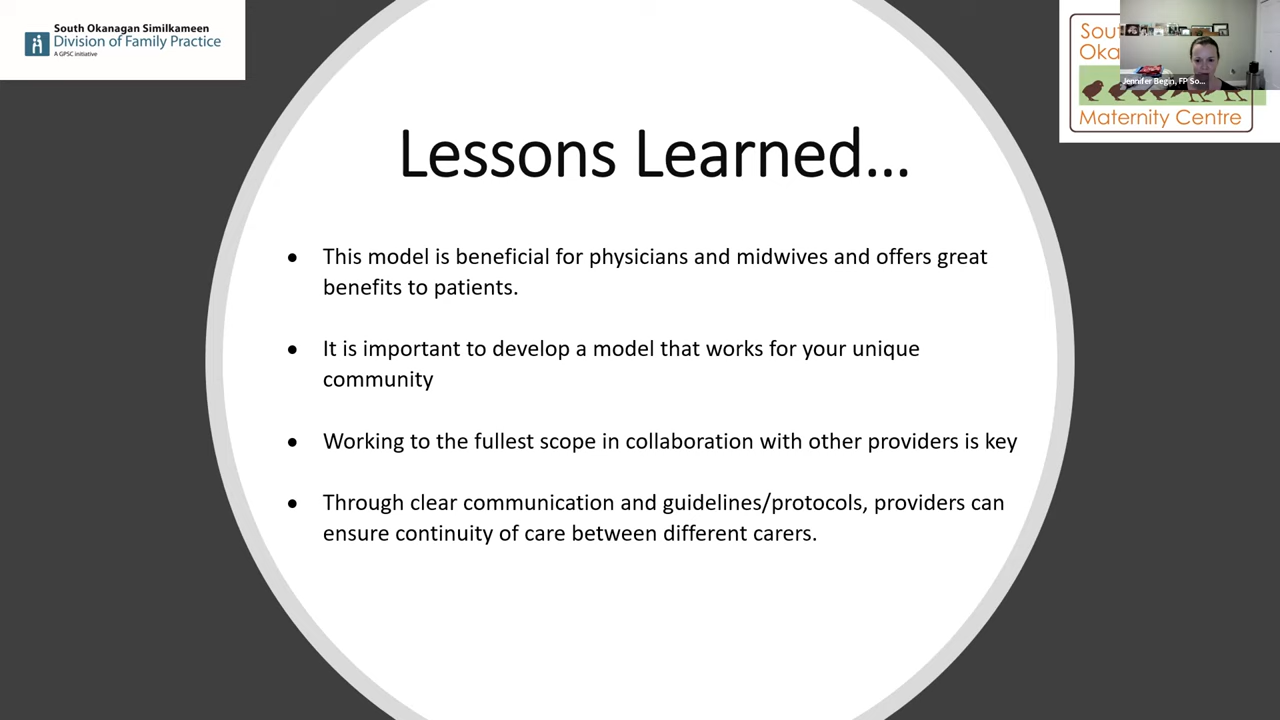 South Okanagan Similkameen
Division of Family Practice
A GPSC initiative
Jennifer Begin, FP So...
Maternity Centre
Lessons Learned...
● This model is beneficial for physicians and midwives and offers great
benefits to patients.
● It is important to develop a model that works for your unique
community
● Working to the fullest scope in collaboration with other providers is key
● Through clear communication and guidelines/protocols, providers can
ensure continuity of care between different carers.